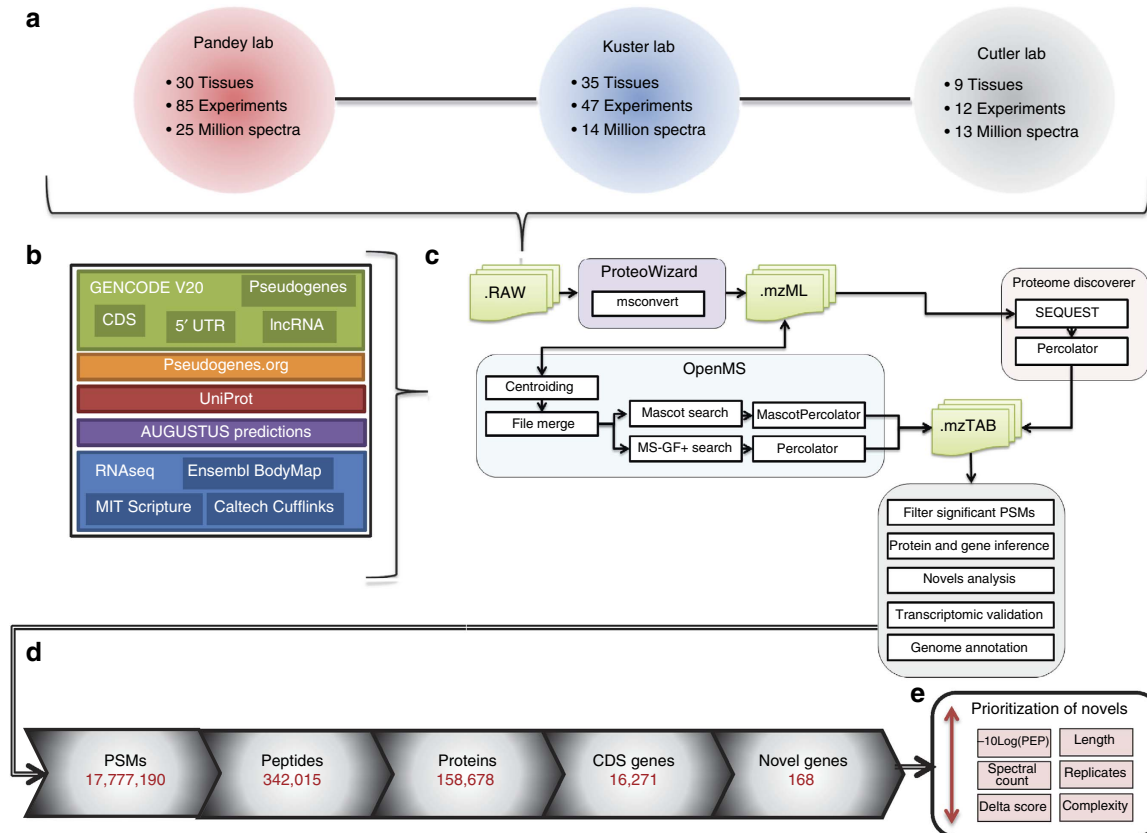 a
Pandey lab
• 30 Tissues
• 85 Experiments
• 25 Million spectra
Kuster lab
• 35 Tissues
• 47 Experiments
• 14 Million spectra
Cutler lab
• 9 Tissues
• 12 Experiments
• 13 Million spectra
b
GENCODE V20
Pseudogenes
CDS
5′ UTR
lncRNA
Pseudogenes.org
UniProt
AUGUSTUS predictions
RNAseq
Ensembl BodyMap
MIT Scripture
Caltech Cufflinks
c
.RAW
ProteoWizard
msconvert
.mzML
Proteome discoverer
SEQUEST
Percolator
OpenMS
Centroiding
File merge
Mascot search
MascotPercolator
MS-GF+ search
Percolator
.mzTAB
Filter significant PSMs
Protein and gene inference
Novels analysis
Transcriptomic validation
Genome annotation
d
PSMs
17,777,190
Peptides
342,015
Proteins
158,678
CDS genes
16,271
Novel genes
168
e
Prioritization of novels
–10Log(PEP)
Length
Spectral
count
Replicates
Delta score
Complexity